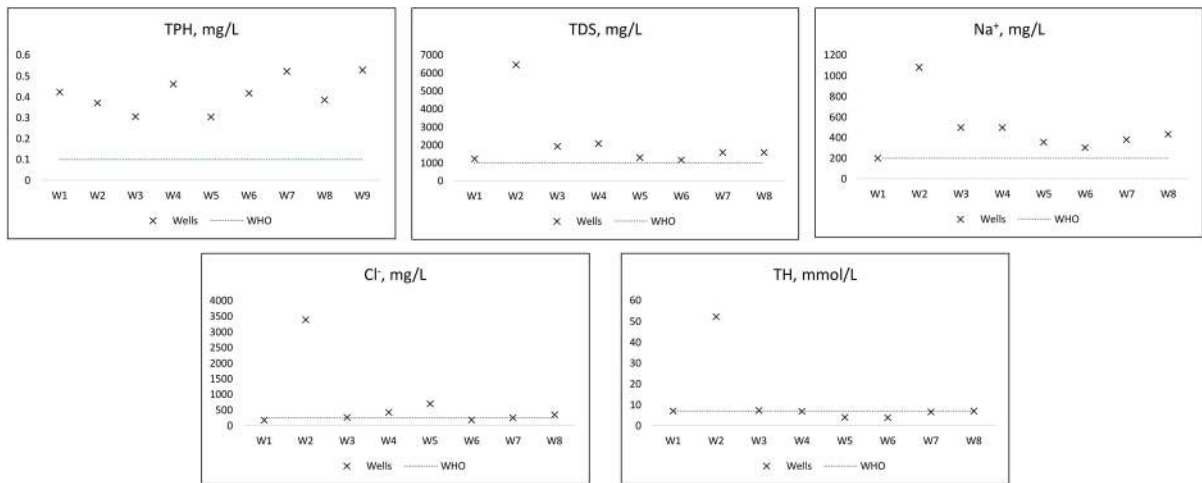 TPH, mg/L
0.6
0.5
0.4
0.3
0.2
0.1
0
W1 W2 W3 W4 W5 W6 W7 W8 W9
× Wells WHO
TDS, mg/L
7000
6000
5000
4000
3000
2000
1000
0
W1 W2 W3 W4 W5 W6 W7 W8
× Wells WHO
Na⁺, mg/L
1200
1000
800
600
400
200
0
W1 W2 W3 W4 W5 W6 W7 W8
× Wells WHO
Cl⁻, mg/L
4000
3500
3000
2500
2000
1500
1000
500
0
W1 W2 W3 W4 W5 W6 W7 W8
× Wells WHO
TH, mmol/L
60
50
40
30
20
10
0
W1 W2 W3 W4 W5 W6 W7 W8
× Wells WHO